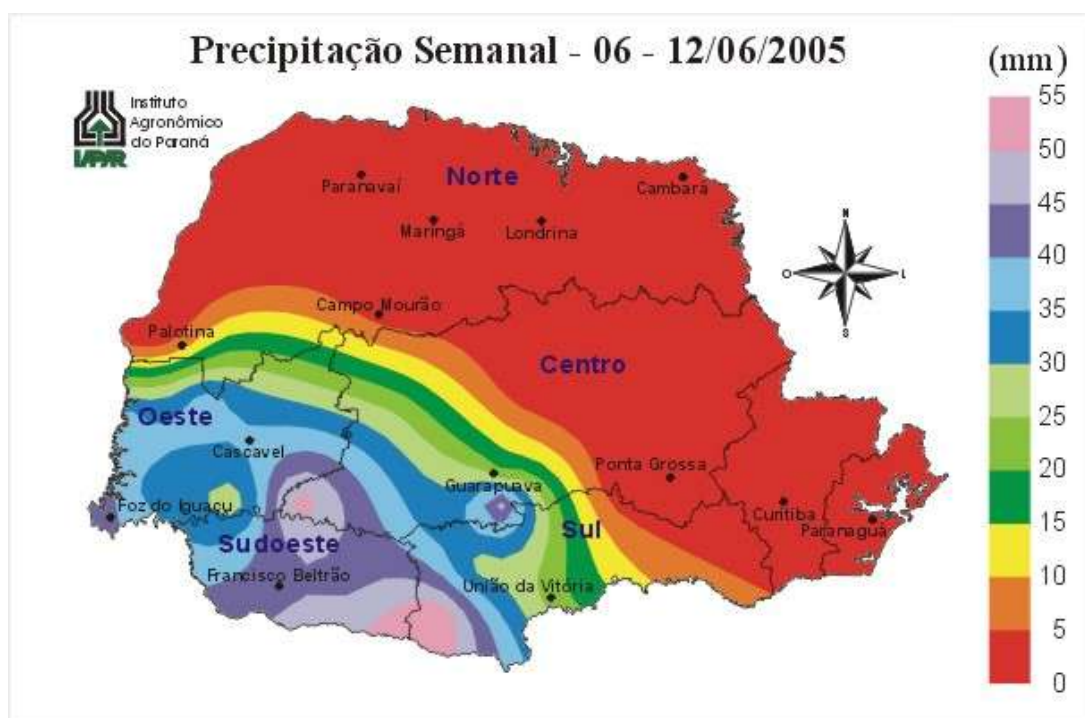 Precipitação Semanal - 06 - 12/06/2005
(mm)
Instituto
Agronômico
do Paraná
IAPAR
55
50
45
40
35
30
25
20
15
10
5
0
N
O
L
S
Paranavaí
Norte
Cambará
Maringá
Londrina
Campo Mourão
Palotina
Centro
Oeste
Cascavel
Ponta Grossa
Guarapuava
Foz do Iguaçu
Curitiba
Paranaguá
Sul
Sudoeste
Francisco Beltrão
União da Vitória